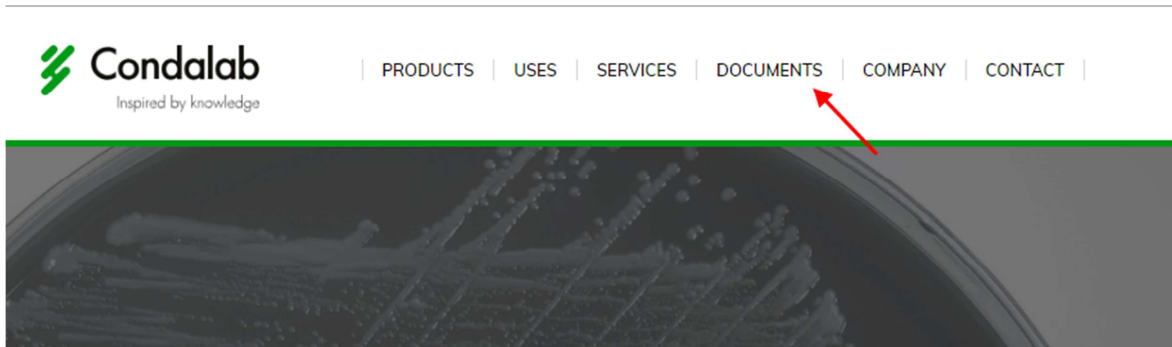 Condalab
Inspired by knowledge
PRODUCTS | USES | SERVICES | DOCUMENTS | COMPANY | CONTACT